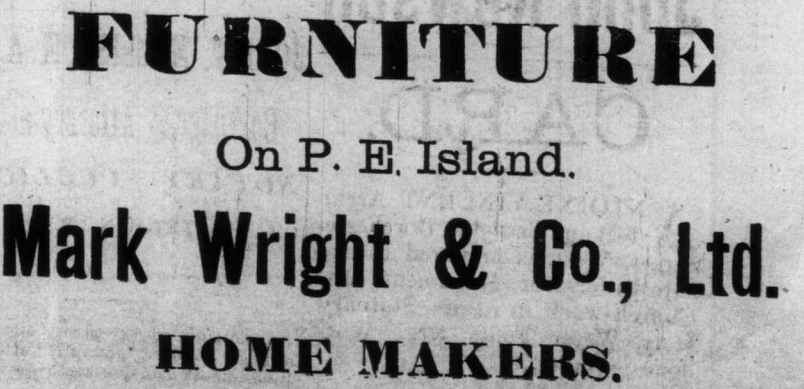 FURNITURE
On P. E. Island.
Mark Wright & Co., Ltd.
HOME MAKERS.